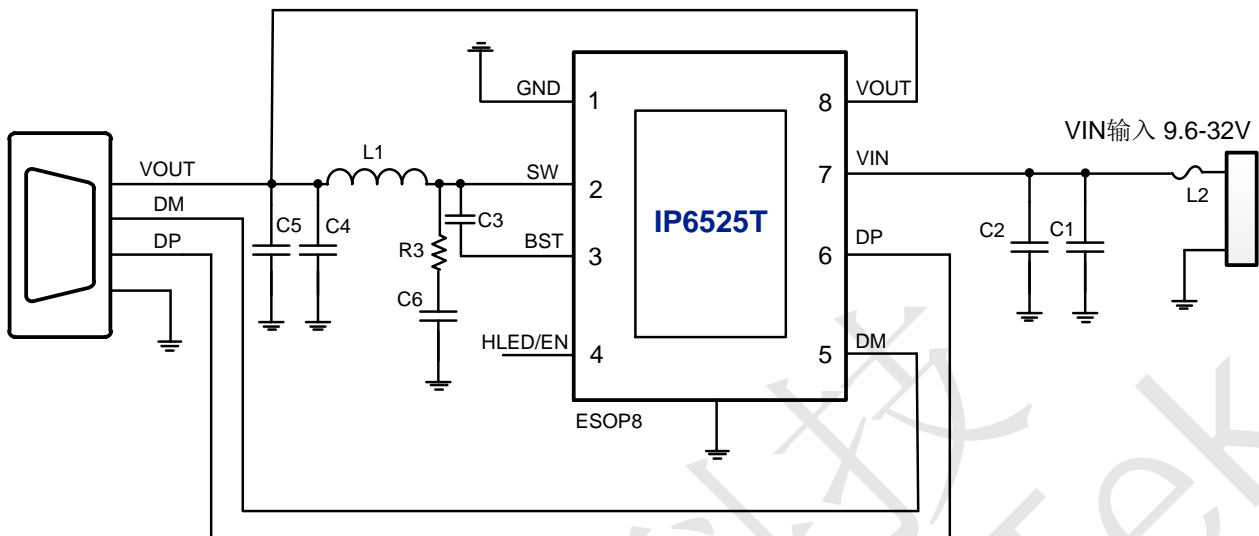 GND
1
8
VOUT
VIN输入 9.6-32V
VOUT
L1
SW
2
7
VIN
L2
DM
C5
C4
C3
IP6525T
C2
C1
DP
R3
BST
3
6
DP
C6
HLED/EN
4
5
DM
ESOP8
技
ek